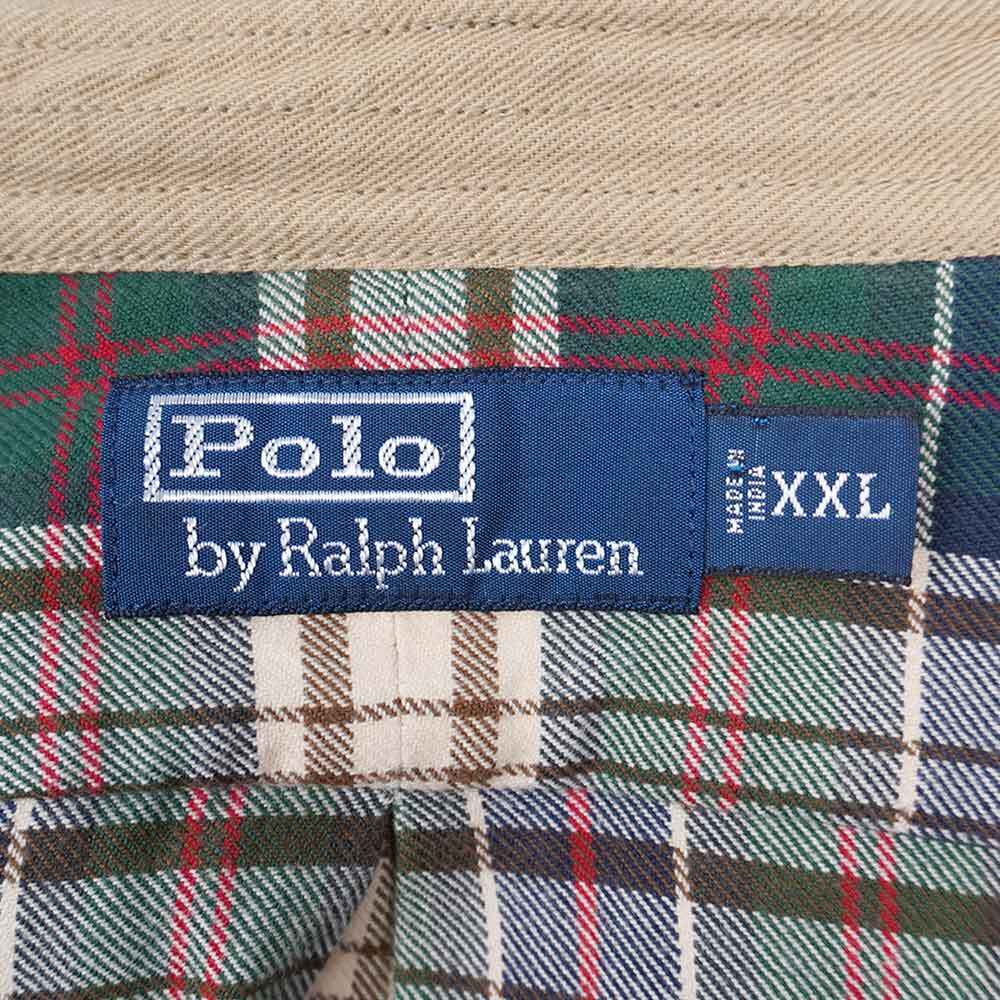 Polo
by Ralph Lauren
MADE IN
INDIA
XXL